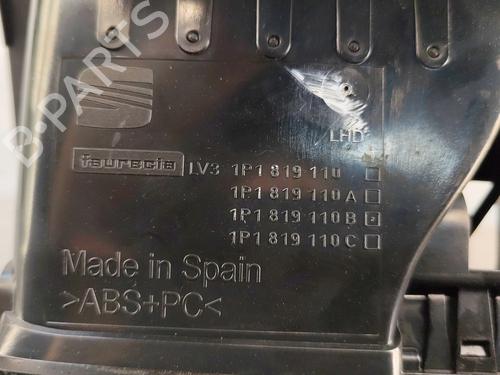 B-PARTS
LHD
faurecia LV3 1P1 819 110
1P1 819 110 A
1P1 819 110 B
1P1 819 110 C
Made in Spain
>ABS+PC<